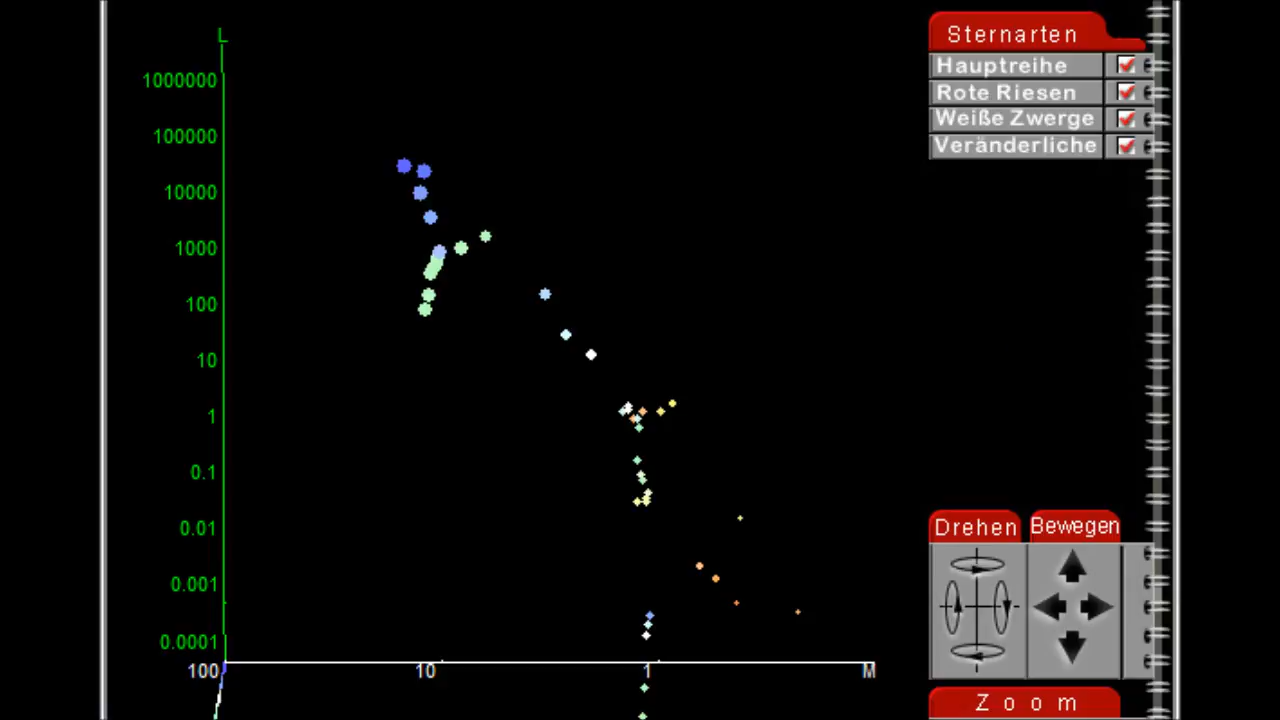 L
1000000
100000
10000
1000
100
10
1
0.1
0.01
0.001
0.0001
100
10
1
M
Sternarten
Hauptreihe
Rote Riesen
Weiße Zwerge
Veränderliche
Drehen
Bewegen
Zoom